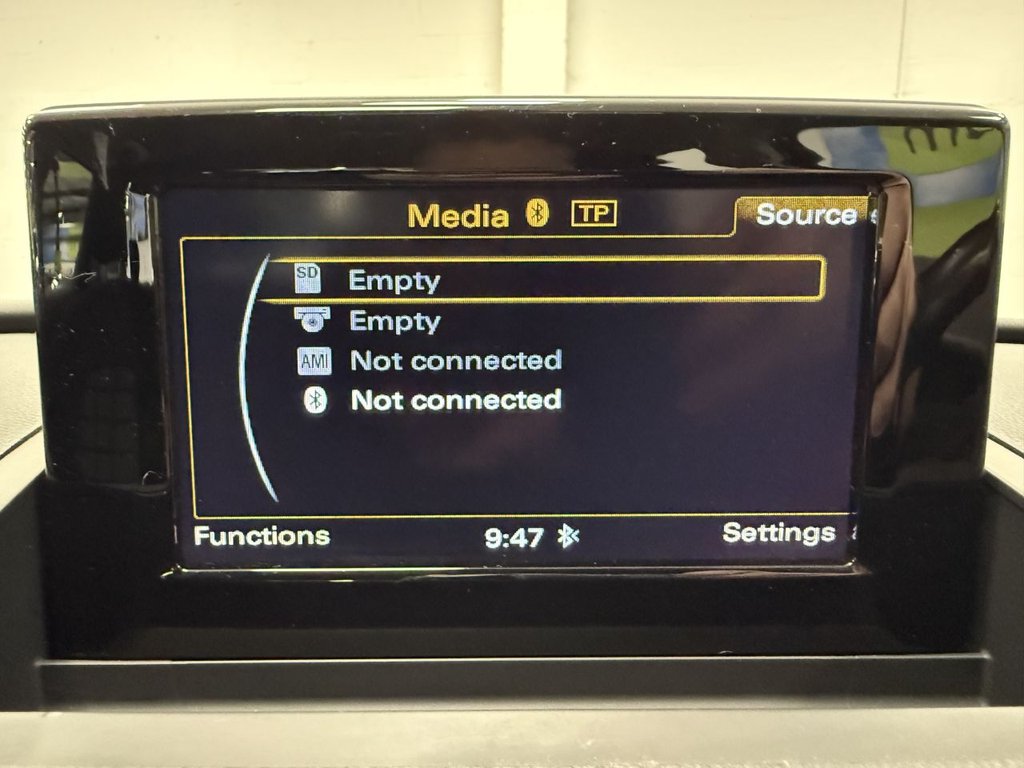 Media TP Source
SD Empty
Empty
AMI Not connected
Not connected
Functions 9:47 Settings